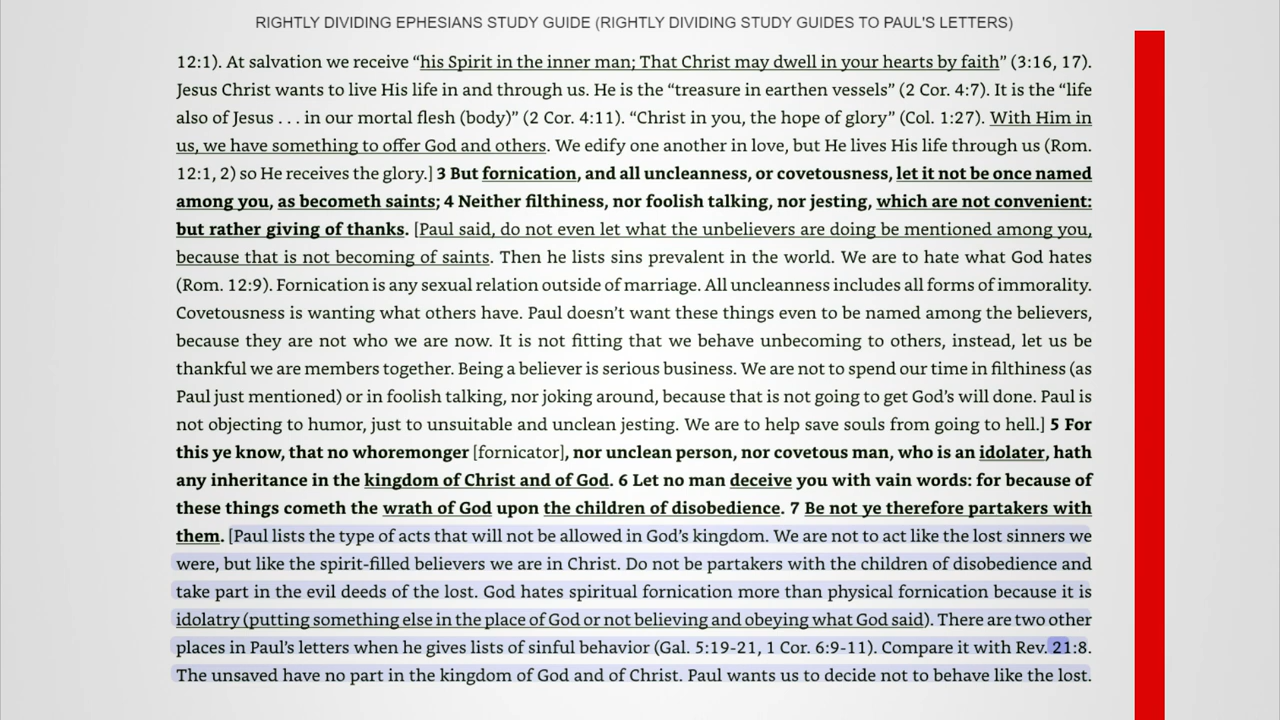 RIGHTLY DIVIDING EPHESIANS STUDY GUIDE (RIGHTLY DIVIDING STUDY GUIDES TO PAUL'S LETTERS)
12:1). At salvation we receive “his Spirit in the inner man; That Christ may dwell in your hearts by faith” (3:16, 17).
Jesus Christ wants to live His life in and through us. He is the “treasure in earthen vessels” (2 Cor. 4:7). It is the “life
also of Jesus . . . in our mortal flesh (body)” (2 Cor. 4:11). “Christ in you, the hope of glory” (Col. 1:27). With Him in
us, we have something to offer God and others. We edify one another in love, but He lives His life through us (Rom.
12:1, 2) so He receives the glory.] 3 But fornication, and all uncleanness, or covetousness, let it not be once named
among you, as becometh saints; 4 Neither filthiness, nor foolish talking, nor jesting, which are not convenient:
but rather giving of thanks. [Paul said, do not even let what the unbelievers are doing be mentioned among you,
because that is not becoming of saints. Then he lists sins prevalent in the world. We are to hate what God hates
(Rom. 12:9). Fornication is any sexual relation outside of marriage. All uncleanness includes all forms of immorality.
Covetousness is wanting what others have. Paul doesn’t want these things even to be named among the believers,
because they are not who we are now. It is not fitting that we behave unbecoming to others, instead, let us be
thankful we are members together. Being a believer is serious business. We are not to spend our time in filthiness (as
Paul just mentioned) or in foolish talking, nor joking around, because that is not going to get God’s will done. Paul is
not objecting to humor, just to unsuitable and unclean jesting. We are to help save souls from going to hell.] 5 For
this ye know, that no whoremonger [fornicator], nor unclean person, nor covetous man, who is an idolater, hath
any inheritance in the kingdom of Christ and of God. 6 Let no man deceive you with vain words: for because of
these things cometh the wrath of God upon the children of disobedience. 7 Be not ye therefore partakers with
them. [Paul lists the type of acts that will not be allowed in God’s kingdom. We are not to act like the lost sinners we
were, but like the spirit-filled believers we are in Christ. Do not be partakers with the children of disobedience and
take part in the evil deeds of the lost. God hates spiritual fornication more than physical fornication because it is
idolatry (putting something else in the place of God or not believing and obeying what God said). There are two other
places in Paul’s letters when he gives lists of sinful behavior (Gal. 5:19-21, 1 Cor. 6:9-11). Compare it with Rev. 21:8.
The unsaved have no part in the kingdom of God and of Christ. Paul wants us to decide not to behave like the lost.